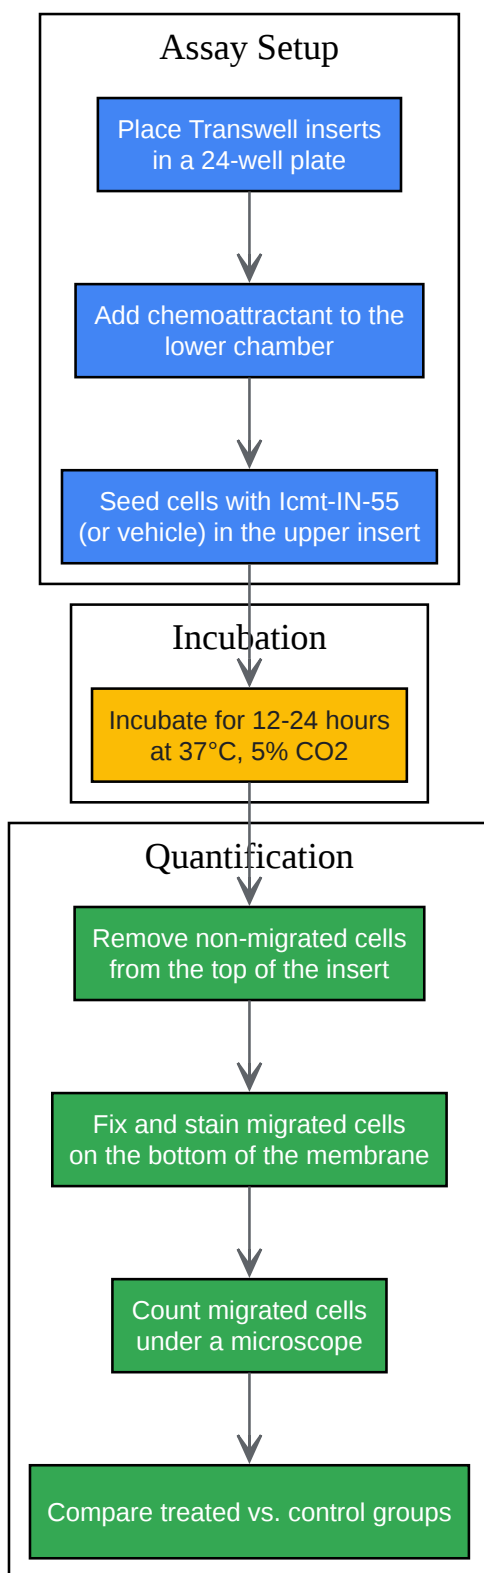 Assay Setup
Place Transwell inserts
in a 24-well plate
Add chemoattractant to the
lower chamber
Seed cells with Icmt-IN-55
(or vehicle) in the upper insert
Incubation
Incubate for 12-24 hours
at 37°C, 5% CO2
Quantification
Remove non-migrated cells
from the top of the insert
Fix and stain migrated cells
on the bottom of the membrane
Count migrated cells
under a microscope
Compare treated vs. control groups